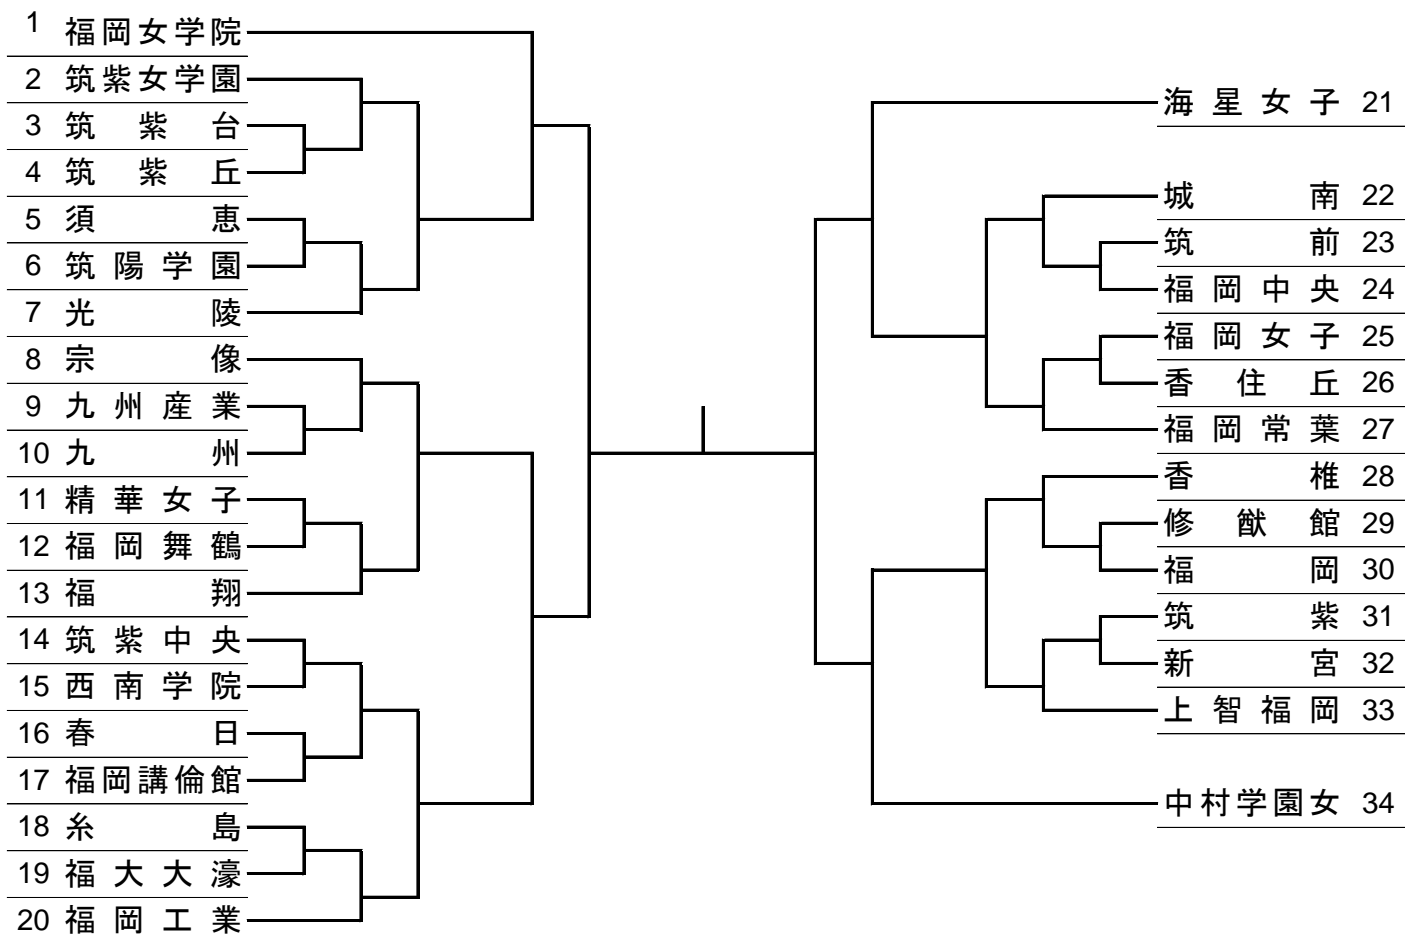 1 福岡女学院
2 筑紫女学園
3 筑紫台
4 筑紫丘
5 須恵
6 筑陽学園
7 光陵
8 宗像
9 九州産業
10 九州
11 精華女子
12 福岡舞鶴
13 福翔
14 筑紫中央
15 西南学院
16 春日
17 福岡講倫館
18 糸島
19 福大大濠
20 福岡工業
海星女子 21
城南 22
筑前 23
福岡中央 24
福岡女子 25
香住丘 26
福岡常葉 27
香椎 28
修猷館 29
福岡 30
筑紫 31
新宮 32
上智福岡 33
中村学園女 34